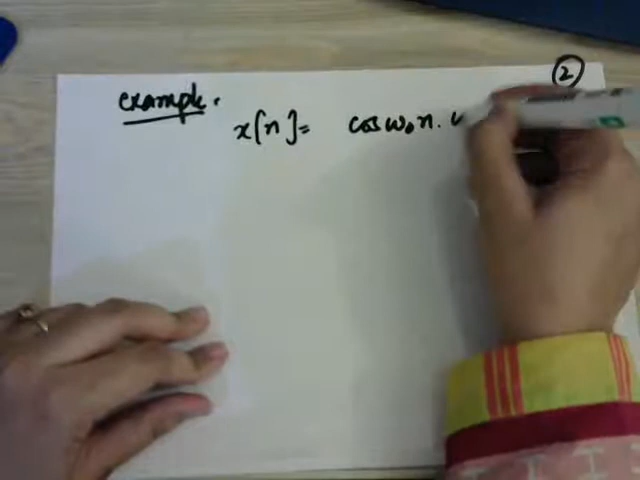 ②
example.
x[n]= cosω₀n.